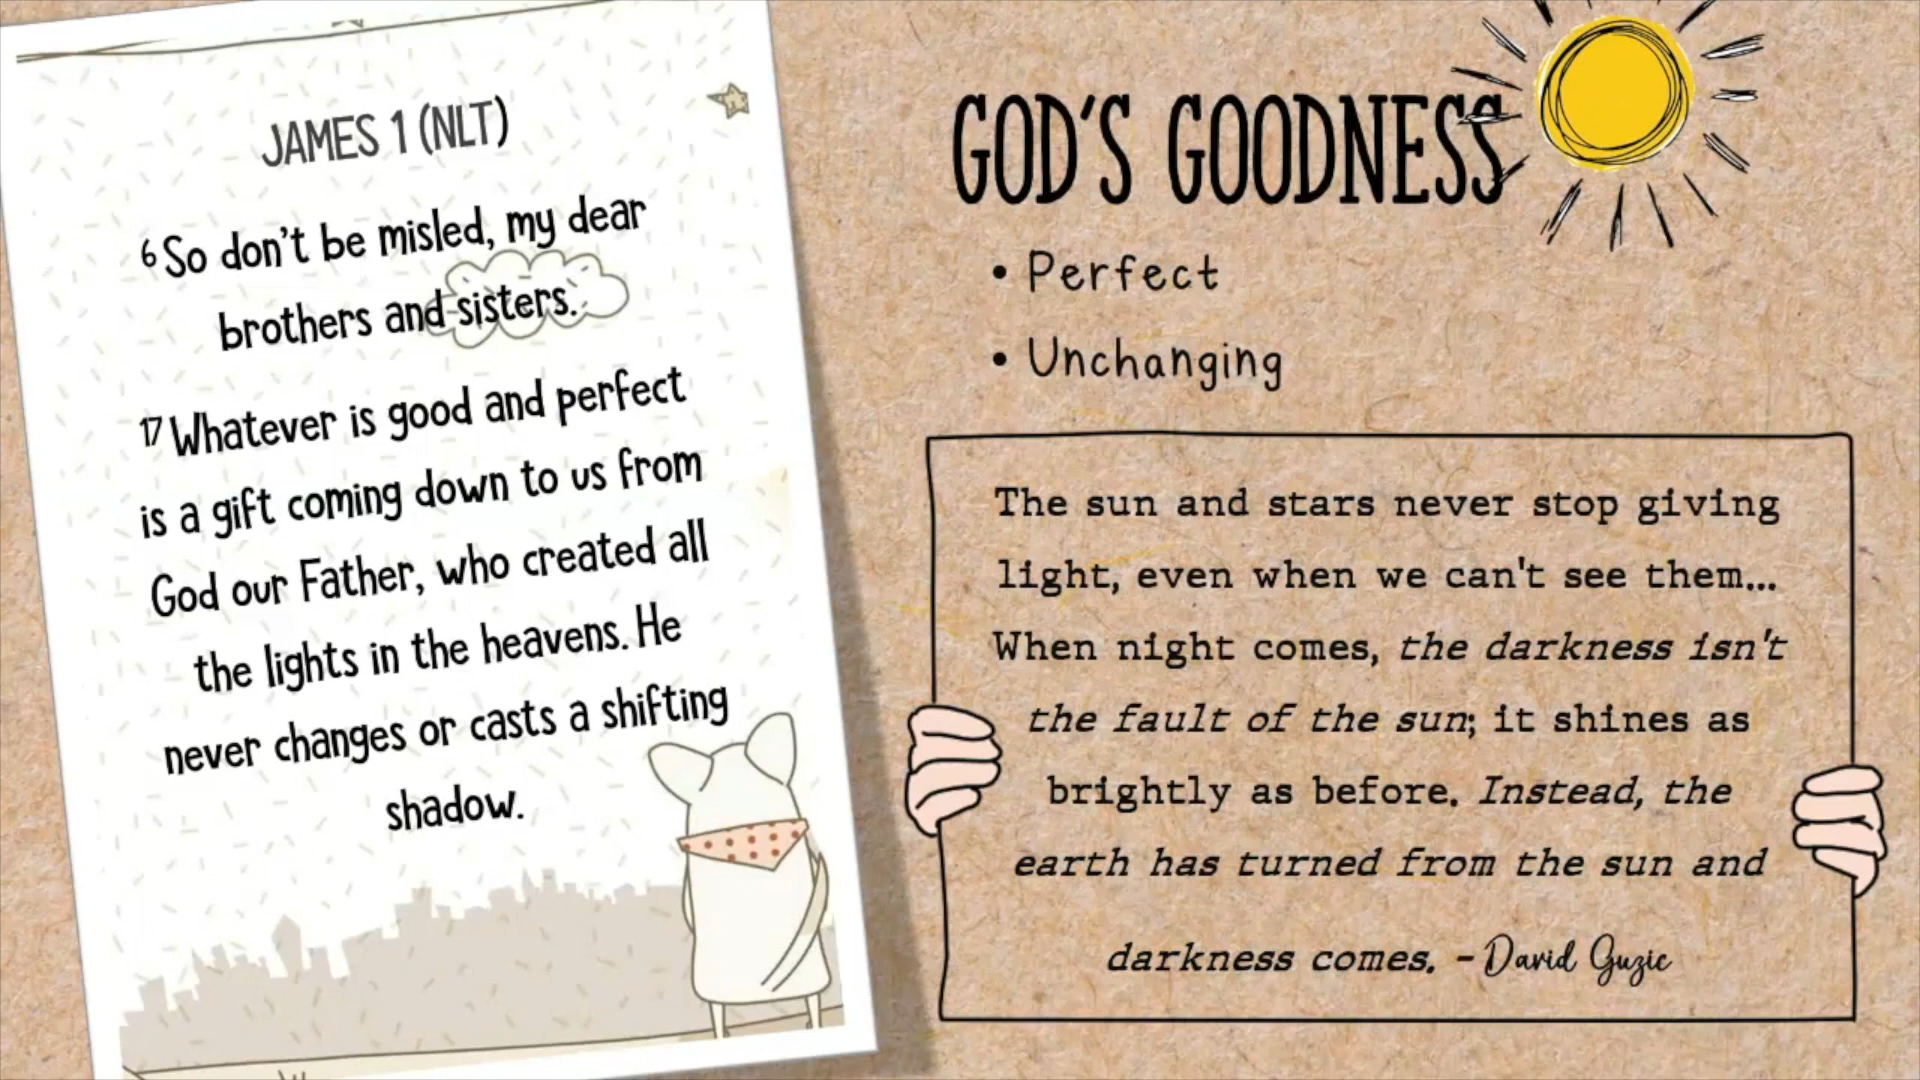 JAMES 1 (NLT)
6 So don't be misled, my dear
brothers and sisters.
17 Whatever is good and perfect
is a gift coming down to us from
God our Father, who created all
the lights in the heavens. He
never changes or casts a shifting
shadow.
GOD'S GOODNESS
• Perfect
• Unchanging
The sun and stars never stop giving
light, even when we can't see them...
When night comes, the darkness isn't
the fault of the sun; it shines as
brightly as before. Instead, the
earth has turned from the sun and
darkness comes. - David Guzic